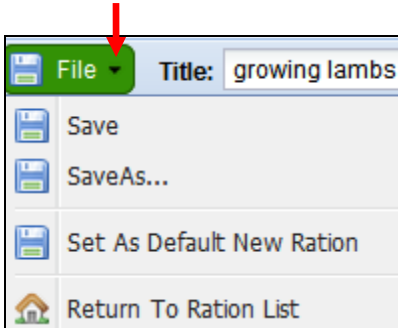 File Title: growing lambs
Save
SaveAs...
Set As Default New Ration
Return To Ration List